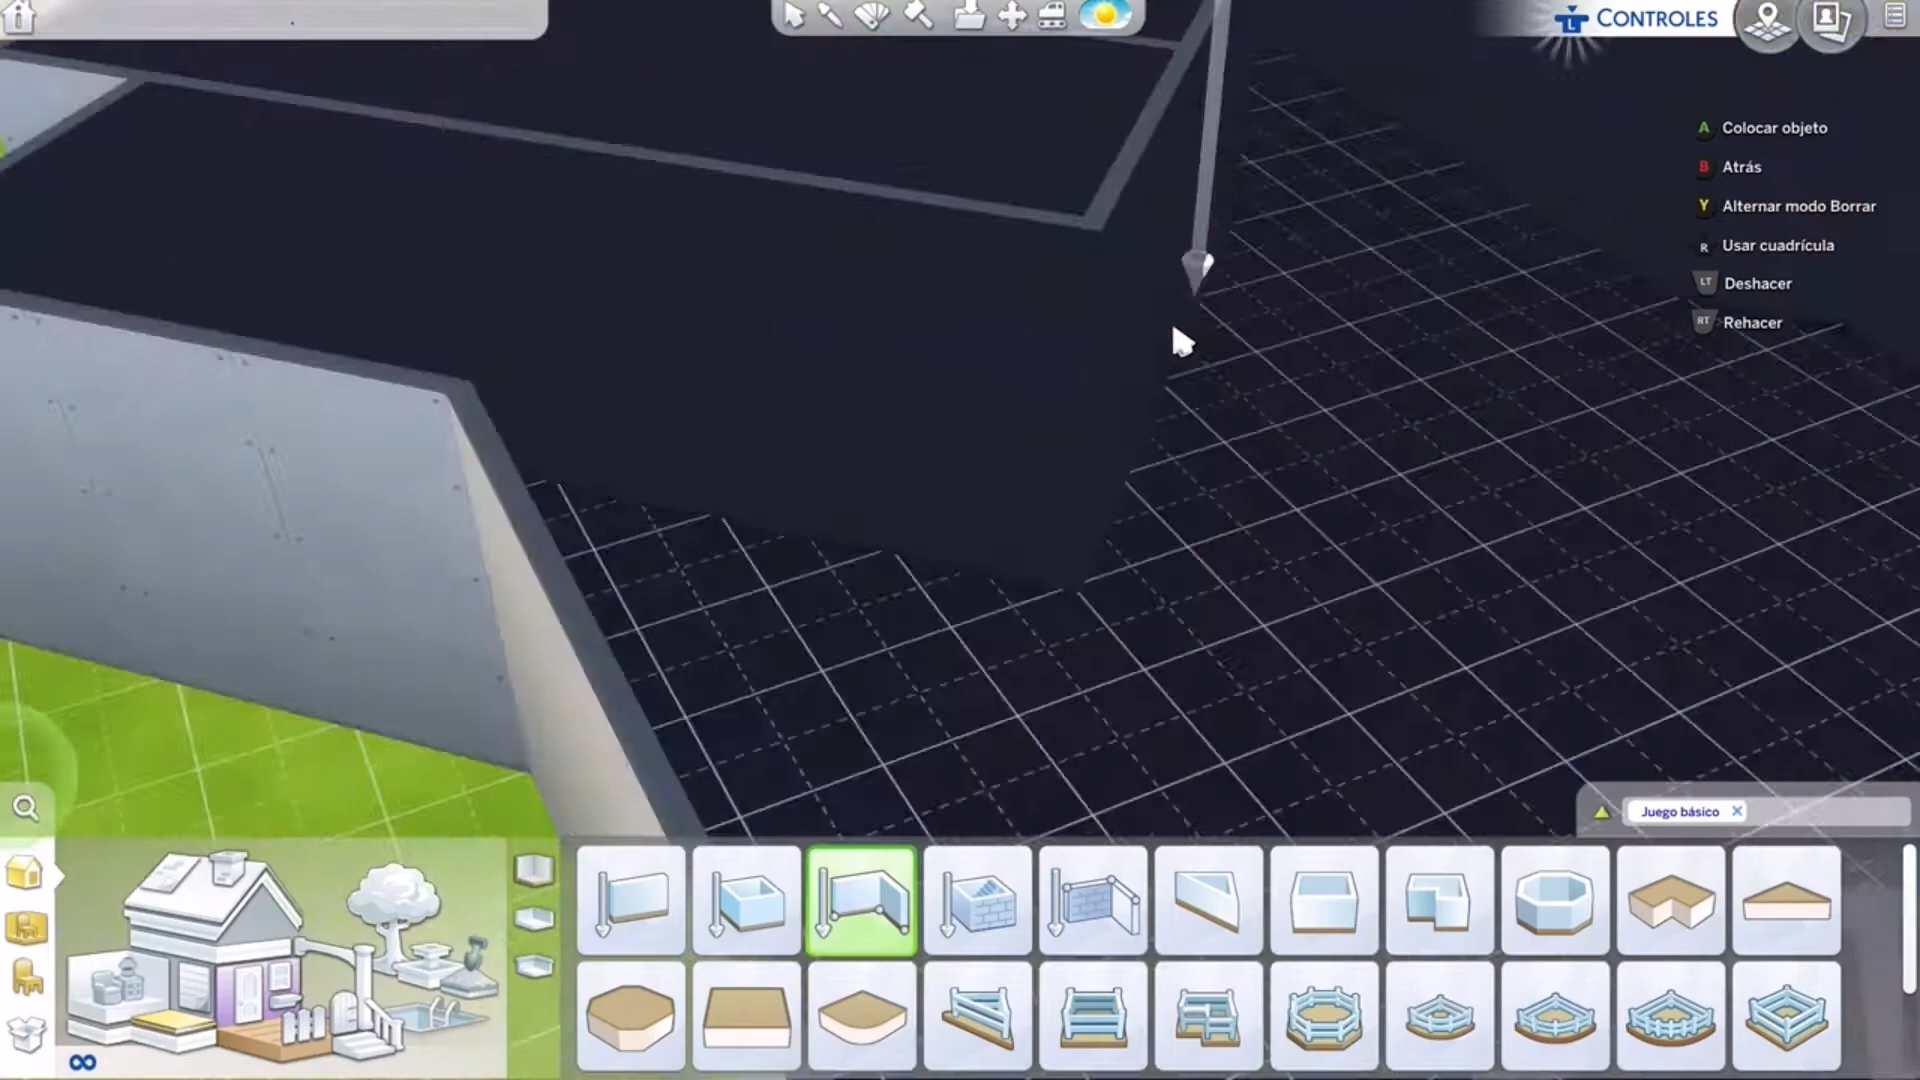 CONTROLES
A Colocar objeto
B Atrás
Y Alternar modo Borrar
R Usar cuadrícula
LT Deshacer
RT Rehacer
Juego básico